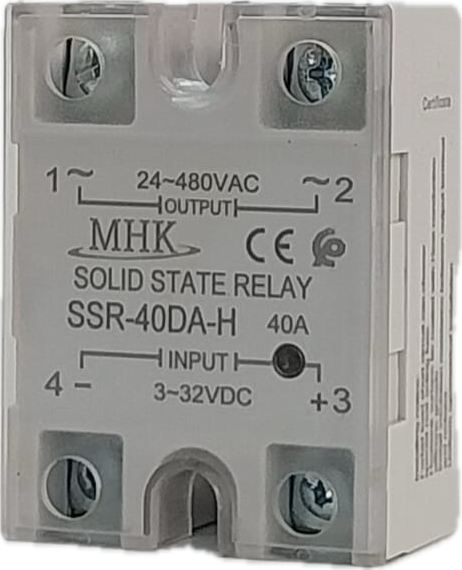 1 ~ 24~480VAC ~ 2
OUTPUT
MHK CE
SOLID STATE RELAY
SSR-40DA-H 40A
INPUT
4 − 3~32VDC +3